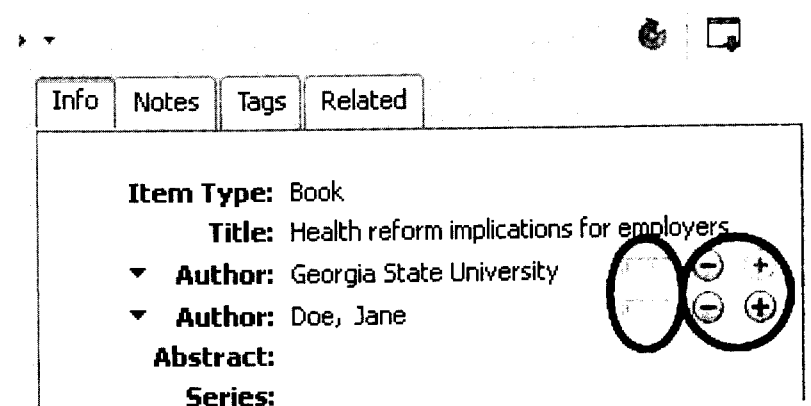 Info Notes Tags Related
Item Type: Book
Title: Health reform implications for employers
Author: Georgia State University
Author: Doe, Jane
Abstract:
Series: